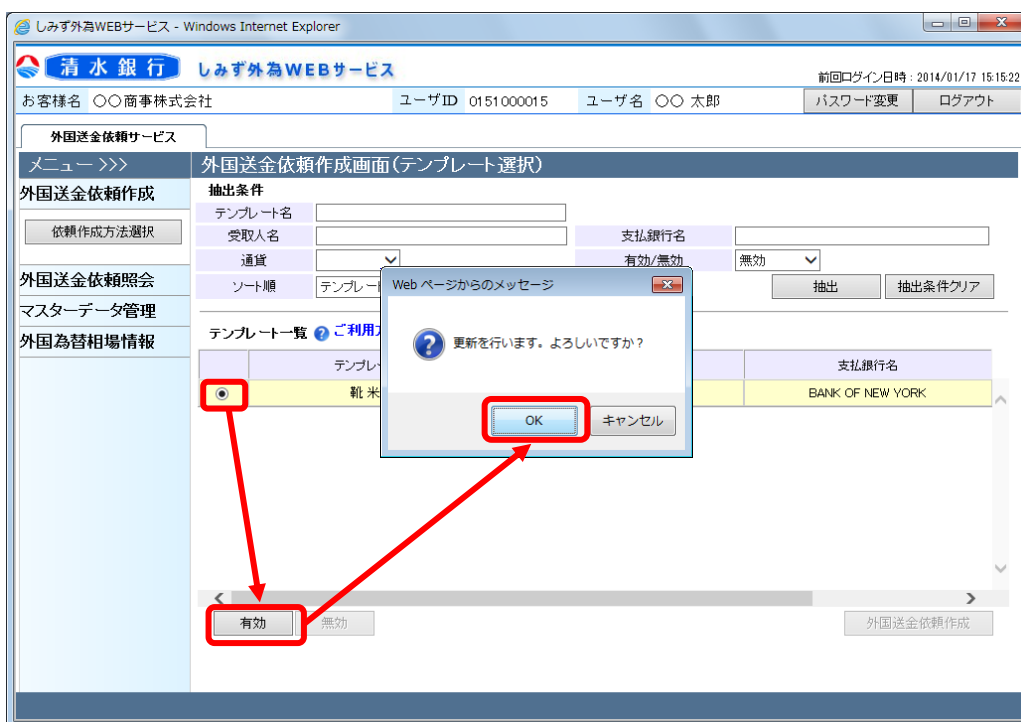 しみず外為WEBサービス - Windows Internet Explorer
清水銀行 しみず外為WEBサービス
前回ログイン日時 : 2014/01/17 15:15:22
お客様名 〇〇商事株式会社 ユーザID 0151000015 ユーザ名 〇〇 太郎 パスワード変更 ログアウト
外国送金依頼サービス
メニュー >>> 外国送金依頼作成画面(テンプレート選択)
外国送金依頼作成
依頼作成方法選択
外国送金依頼照会
マスターデータ管理
外国為替相場情報
抽出条件
テンプレート名
受取人名 支払銀行名
通貨 有効/無効 無効
ソート順 テンプレー 抽出 抽出条件クリア
テンプレート一覧 ? ご利用
テンプレ 支払銀行名
靴 米 BANK OF NEW YORK
Web ページからのメッセージ
更新を行います。よろしいですか?
OK キャンセル
有効 無効 外国送金依頼作成